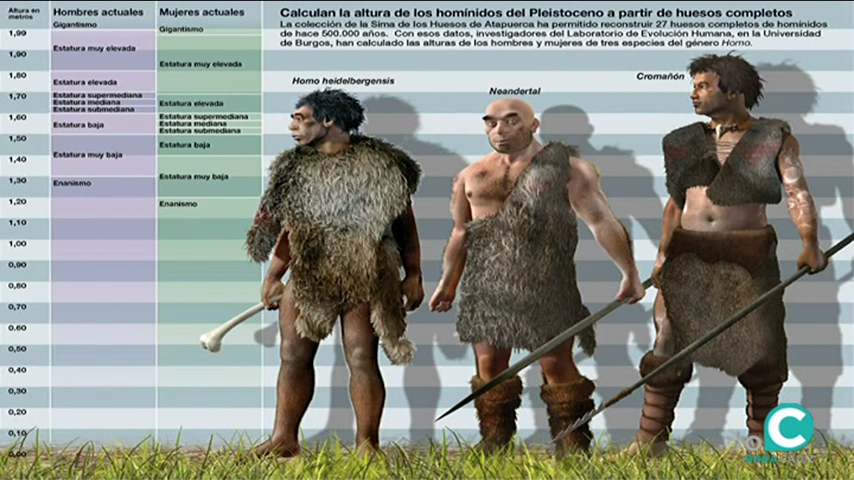 Altura en
metros
Hombres actuales
Mujeres actuales
Calculan la altura de los homínidos del Pleistoceno a partir de huesos completos
La colección de la Sima de los Huesos de Atapuerca ha permitido reconstruir 27 huesos completos de homínidos
de hace 500.000 años. Con esos datos, investigadores del Laboratorio de Evolución Humana, en la Universidad
de Burgos, han calculado las alturas de los hombres y mujeres de tres especies del género Homo.
1,99
1,90
1,80
1,70
1,60
1,50
1,40
1,30
1,20
1,10
1,00
0,90
0,80
0,70
0,60
0,50
0,40
0,30
0,20
0,10
0,00
Gigantismo
Estatura muy elevada
Estatura elevada
Estatura supermediana
Estatura mediana
Estatura submediana
Estatura baja
Estatura muy baja
Enanismo
Gigantismo
Estatura muy elevada
Estatura elevada
Estatura supermediana
Estatura mediana
Estatura submediana
Estatura baja
Estatura muy baja
Enanismo
Homo heidelbergensis
Neandertal
Cromañón
C